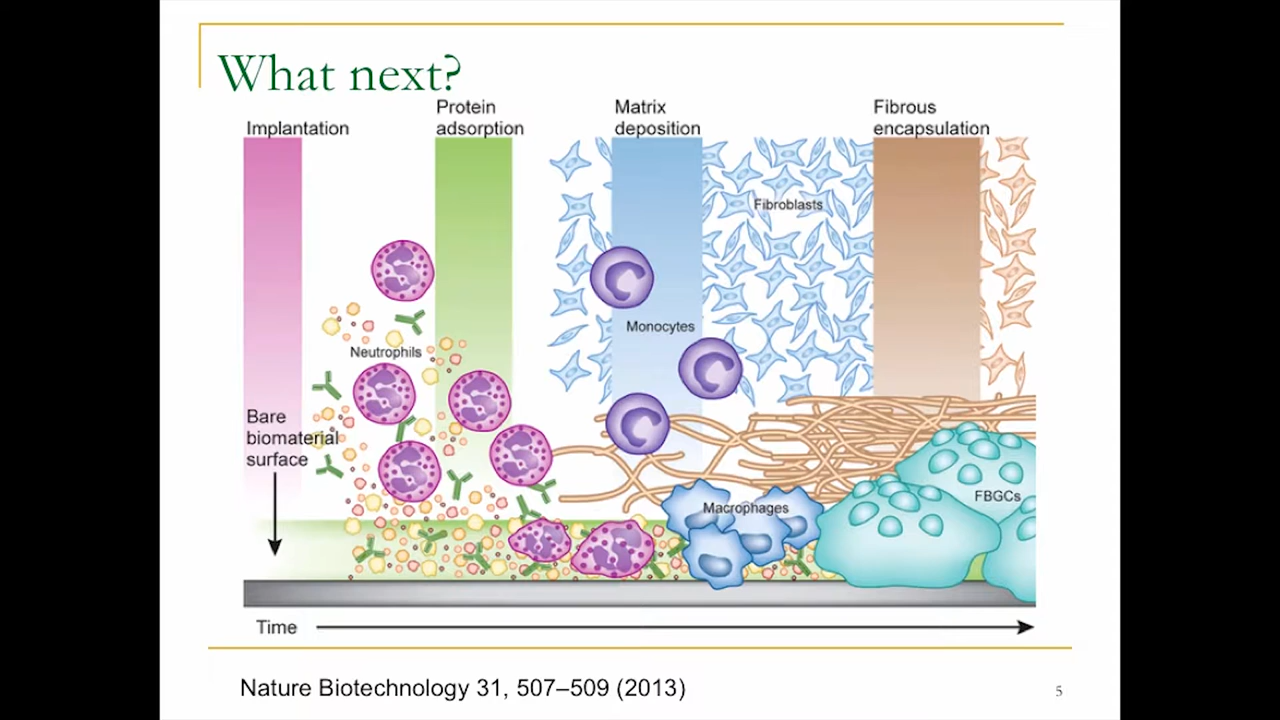 What next?
Implantation
Protein
adsorption
Matrix
deposition
Fibrous
encapsulation
Fibroblasts
Monocytes
Neutrophils
Bare
biomaterial
surface
Macrophages
FBGCs
Time
Nature Biotechnology 31, 507–509 (2013)
5